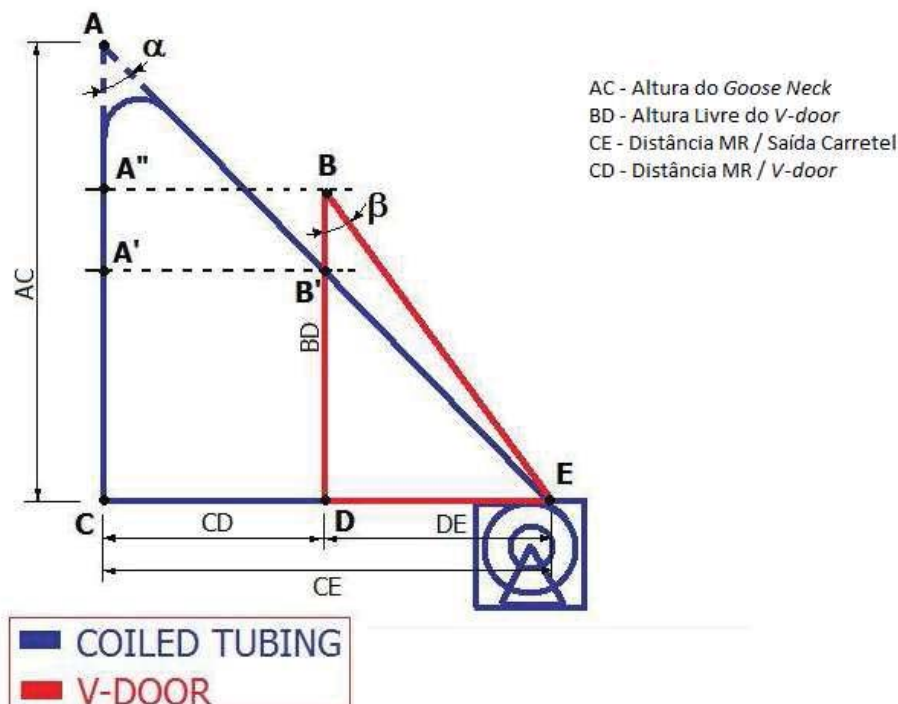 A
α
AC - Altura do Goose Neck
BD - Altura Livre do V-door
CE - Distância MR / Saída Carretel
CD - Distância MR / V-door
A"
B
β
A'
B'
AC
BD
E
C
CD
D
DE
CE
COILED TUBING
V-DOOR